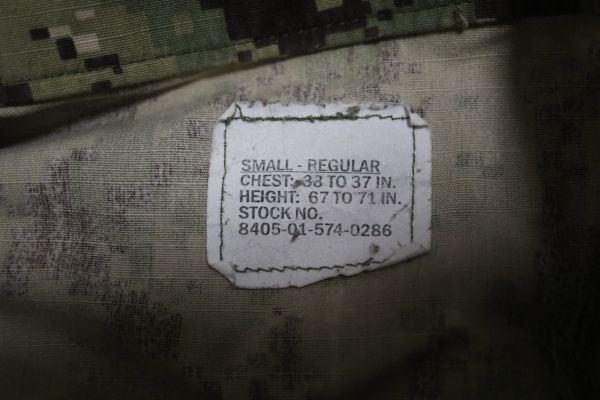 SMALL - REGULAR
CHEST: 33 TO 37 IN.
HEIGHT: 67 TO 71 IN.
STOCK NO.
8405-01-574-0286